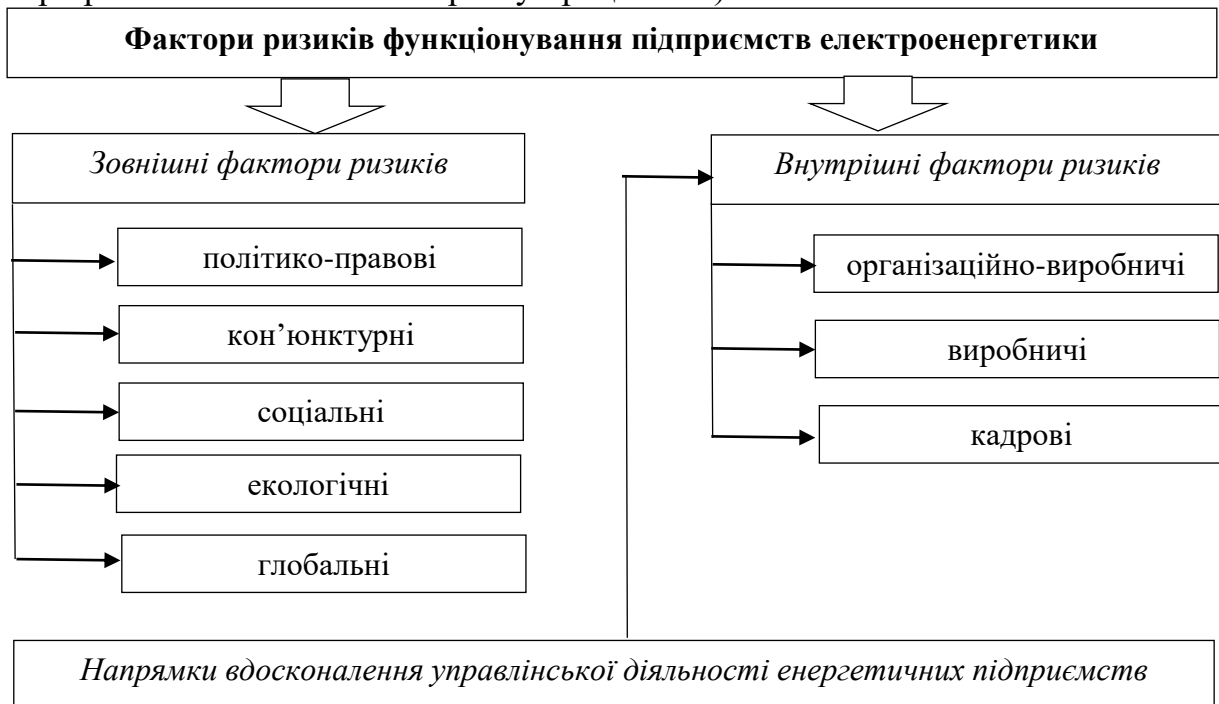 Фактори ризиків функціонування підприємств електроенергетики
Зовнішні фактори ризиків
політико-правові
кон’юнктурні
соціальні
екологічні
глобальні
Внутрішні фактори ризиків
організаційно-виробничі
виробничі
кадрові
Напрямки вдосконалення управлінської діяльності енергетичних підприємств